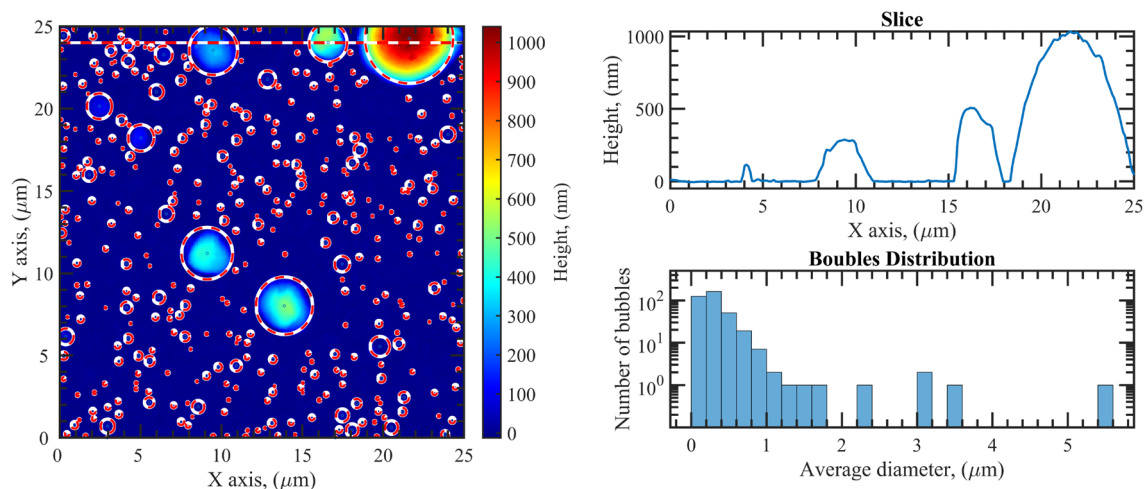 25
20
15
10
5
0
0 5 10 15 20 25
X axis, (μm)
Y axis, (μm)
1000
900
800
700
600
500
400
300
200
100
0
Height, (nm)
Slice
1000
500
0
0 5 10 15 20 25
Height, (nm)
X axis, (μm)
Boubles Distribution
10²
10¹
10⁰
0 1 2 3 4 5
Number of bubbles
Average diameter, (μm)